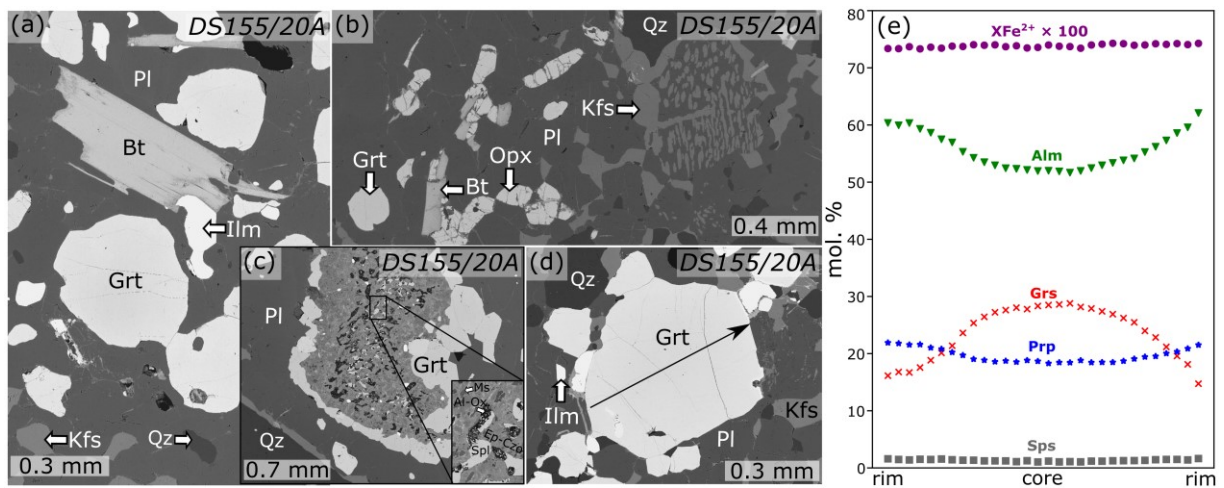 (a) DS155/20A
Pl
Bt
Ilm
Grt
Kfs
Qz
0.3 mm
(b) Qz DS155/20A
Kfs
Pl
Grt
Opx
Bt
0.4 mm
(c) DS155/20A
Pl
Grt
Qz
0.7 mm
Ms
Al-Ox
Ep-Czo
Spl
(d) DS155/20A
Qz
Grt
Ilm
Kfs
Pl
0.3 mm
(e)
80
70
60
50
40
30
20
10
0
mol. %
XFe²⁺ × 100
Alm
Grs
Prp
Sps
rim core rim